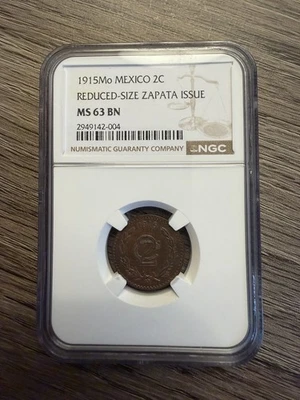 1915Mo MEXICO 2C
REDUCED-SIZE ZAPATA ISSUE
MS 63 BN
2949142-004
NUMISMATIC GUARANTY COMPANY
NGC